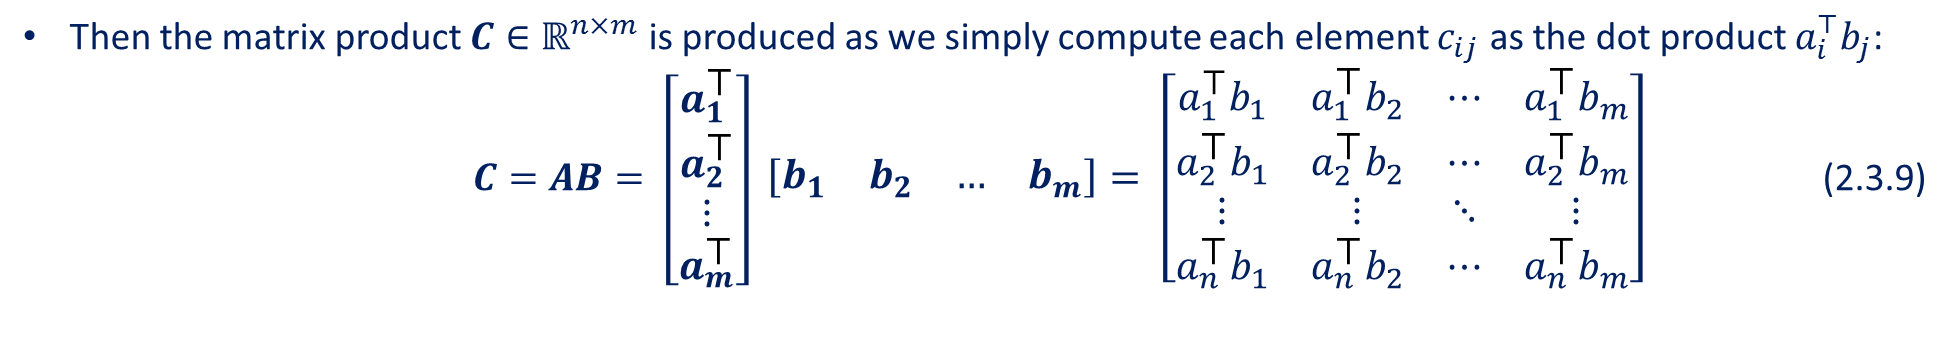 • Then the matrix product 𝑪 ∈ ℝⁿˣᵐ is produced as we simply compute each element c_{ij} as the dot product a_i^⊤ b_j:
𝑪 = 𝑨𝑩 = [a_1^⊤ a_2^⊤ ⋮ a_m^⊤] [b_1 b_2 … b_m] = [a_1^⊤ b_1 a_1^⊤ b_2 ⋯ a_1^⊤ b_m a_2^⊤ b_1 a_2^⊤ b_2 ⋯ a_2^⊤ b_m ⋮ ⋮ ⋱ ⋮ a_n^⊤ b_1 a_n^⊤ b_2 ⋯ a_n^⊤ b_m] (2.3.9)